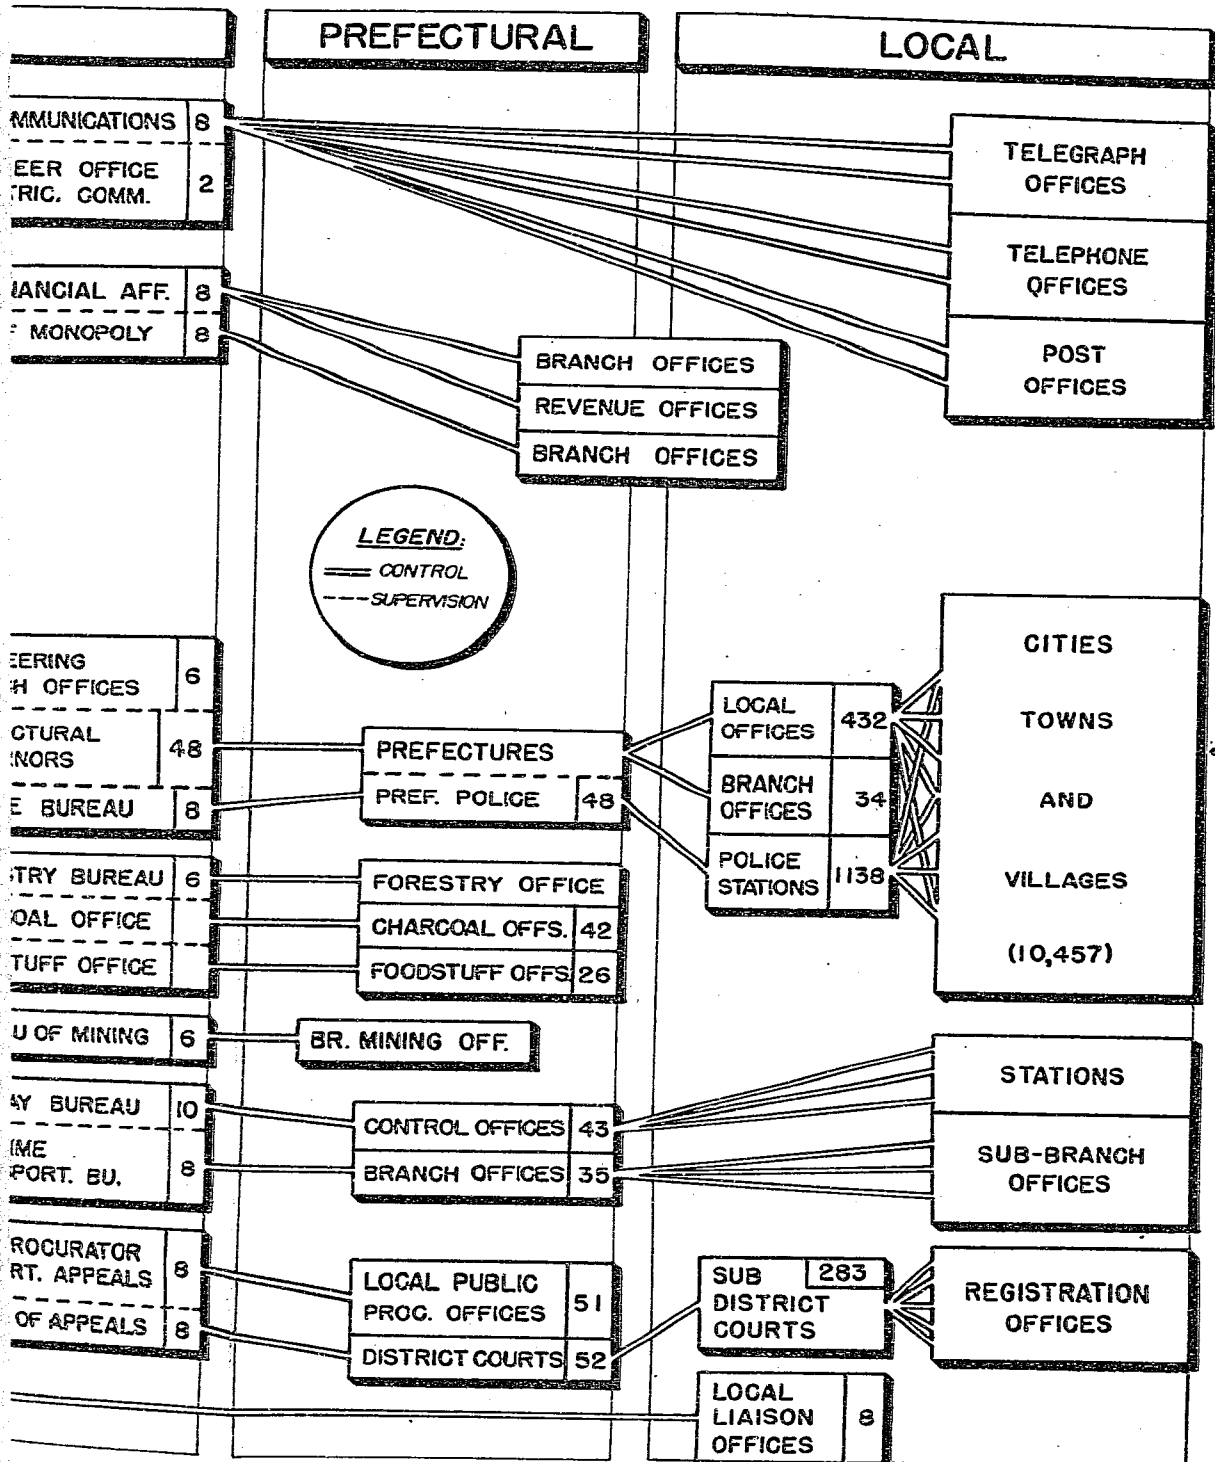 PREFECTURAL
LOCAL
MMUNICATIONS 8
EER OFFICE
TRIC. COMM. 2
TELEGRAPH
OFFICES
TELEPHONE
OFFICES
POST
OFFICES
IANCIAL AFF. 8
MONOPOLY 8
BRANCH OFFICES
REVENUE OFFICES
BRANCH OFFICES
LEGEND:
CONTROL
SUPERVISION
EERING
H OFFICES 6
CTURAL
NORS 48
E BUREAU 8
PREFECTURES
PREF. POLICE 48
LOCAL
OFFICES 432
BRANCH
OFFICES 34
POLICE
STATIONS 1138
CITIES
TOWNS
AND
VILLAGES
(10,457)
TRY BUREAU 6
OAL OFFICE
TUFF OFFICE
FORESTRY OFFICE
CHARCOAL OFFS. 42
FOODSTUFF OFFS. 26
U OF MINING 6
BR. MINING OFF.
AY BUREAU 10
IME
PORT. BU. 8
CONTROL OFFICES 43
BRANCH OFFICES 35
STATIONS
SUB-BRANCH
OFFICES
ROCURATOR
RT. APPEALS 8
OF APPEALS 8
LOCAL PUBLIC
PROC. OFFICES 51
DISTRICT COURTS 52
SUB 283
DISTRICT
COURTS
REGISTRATION
OFFICES
LOCAL
LIAISON 8
OFFICES